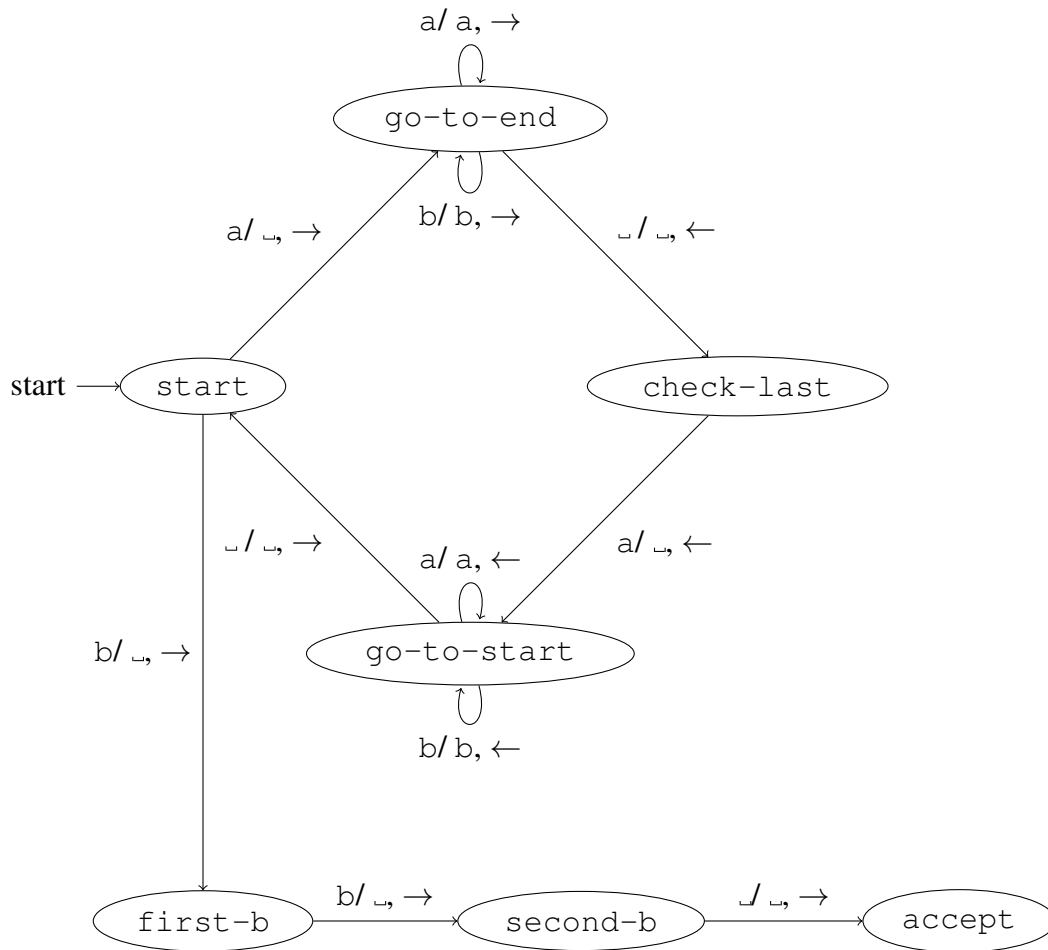 a/ a, →
go-to-end
b/ b, →
a/ ␣, →
␣ / ␣, ←
start
start
check-last
␣ / ␣, →
a/ a, ←
a/ ␣, ←
go-to-start
b/ ␣, →
b/ b, ←
first-b
b/ ␣, →
second-b
␣/ ␣, →
accept